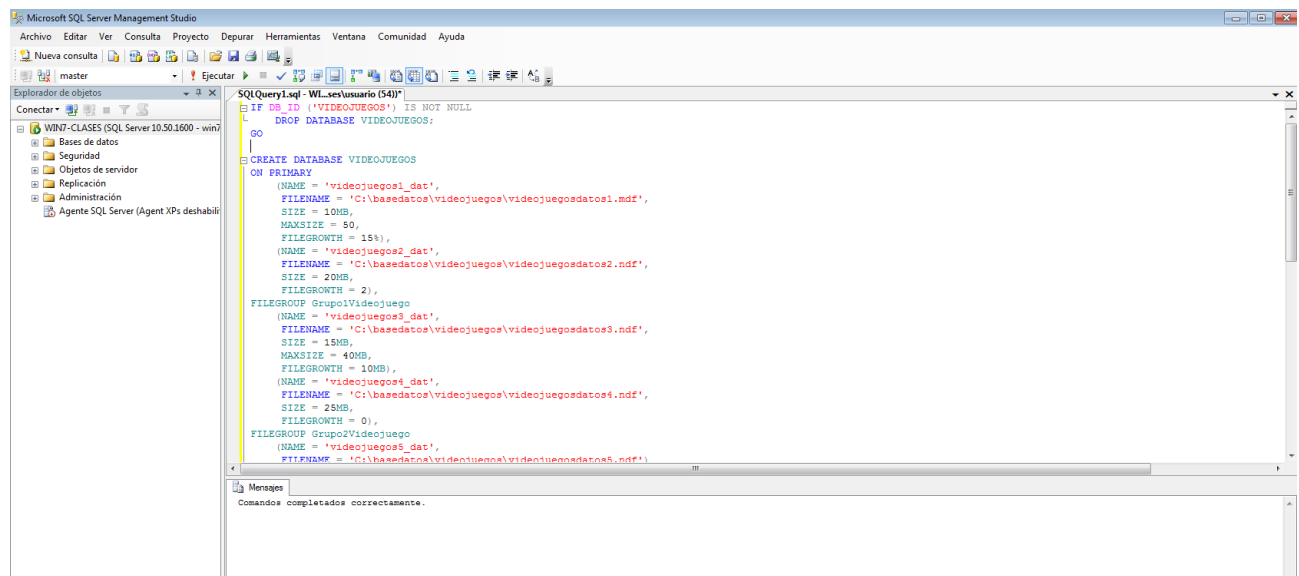 Microsoft SQL Server Management Studio
Archivo Editar Ver Consulta Proyecto Depurar Herramientas Ventana Comunidad Ayuda
Nueva consulta
master Ejecutar
Explorador de objetos
SQLQuery1.sql - WI...ses\usuario (54))*
Conectar
WIN7-CLASES (SQL Server 10.50.1600 - win7
Bases de datos
Seguridad
Objetos de servidor
Replicación
Administración
Agente SQL Server (Agent XPs deshabili
IF DB_ID ('VIDEOJUEGOS') IS NOT NULL
DROP DATABASE VIDEOJUEGOS;
GO
CREATE DATABASE VIDEOJUEGOS
ON PRIMARY
(NAME = 'videojuegos1_dat',
FILENAME = 'C:\basedatos\videojuegos\videojuegosdatos1.mdf',
SIZE = 10MB,
MAXSIZE = 50,
FILEGROWTH = 15%),
(NAME = 'videojuegos2_dat',
FILENAME = 'C:\basedatos\videojuegos\videojuegosdatos2.ndf',
SIZE = 20MB,
FILEGROWTH = 2),
FILEGROUP Grupo1Videojuego
(NAME = 'videojuegos3_dat',
FILENAME = 'C:\basedatos\videojuegos\videojuegosdatos3.ndf',
SIZE = 15MB,
MAXSIZE = 40MB,
FILEGROWTH = 10MB),
(NAME = 'videojuegos4_dat',
FILENAME = 'C:\basedatos\videojuegos\videojuegosdatos4.ndf',
SIZE = 25MB,
FILEGROWTH = 0),
FILEGROUP Grupo2Videojuego
(NAME = 'videojuegos5_dat',
FILENAME = 'C:\basedatos\videojuegos\videojuegosdatos5.ndf')
Mensajes
Comandos completados correctamente.